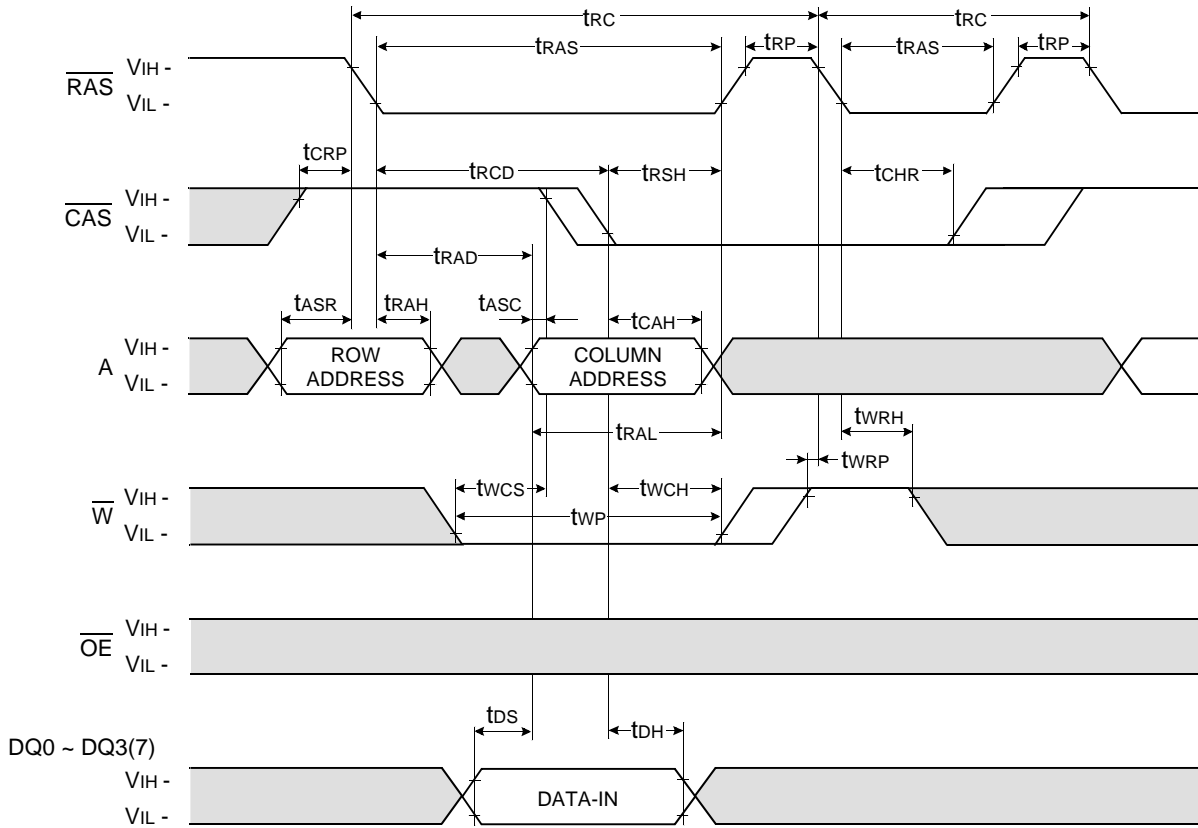 tRC tRC
tRAS tRP tRAS tRP
RAS VIH -
VIL -
tCRP tRCD tRSH tCHR
CAS VIH -
VIL -
tRAD
tASR tRAH tASC tCAH
A VIH -
VIL -
ROW ADDRESS
COLUMN ADDRESS
tRAL tWRH
tWRP
tWCS tWCH
W VIH -
VIL -
tWP
OE VIH -
VIL -
tDS tDH
DQ0 ~ DQ3(7)
VIH -
VIL -
DATA-IN